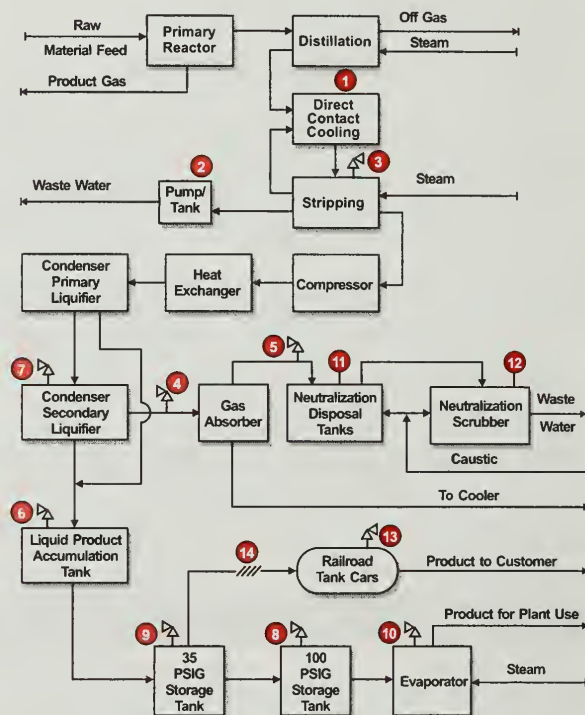 Raw
Material Feed
Primary
Reactor
Distillation
Off Gas
Steam
Product Gas
1
Direct
Contact
Cooling
2
3
Waste Water
Pump/
Tank
Stripping
Steam
Condenser
Primary
Liquifier
Heat
Exchanger
Compressor
5
11
12
7
4
Condenser
Secondary
Liquifier
Gas
Absorber
Neutralization
Disposal
Tanks
Neutralization
Scrubber
Waste
Water
Caustic
To Cooler
6
Liquid Product
Accumulation
Tank
14
13
Railroad
Tank Cars
Product to Customer
Product for Plant Use
9
8
10
35
PSIG
Storage
Tank
100
PSIG
Storage
Tank
Evaporator
Steam